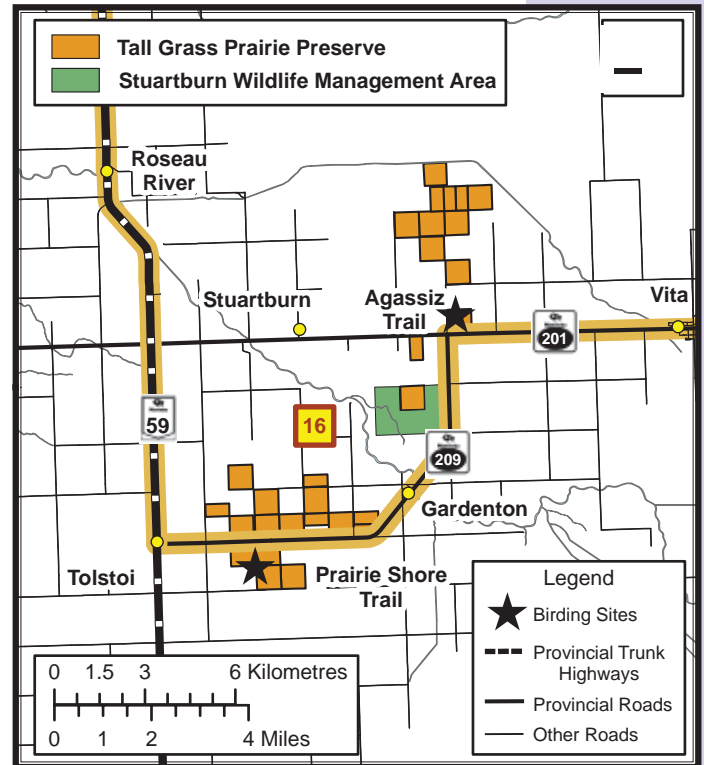 Tall Grass Prairie Preserve
Stuartburn Wildlife Management Area
Roseau
River
Stuartburn
Agassiz
Trail
Vita
201
59
16
209
Gardenton
Tolstoi
Prairie Shore
Trail
Legend
Birding Sites
Provincial Trunk
Highways
Provincial Roads
Other Roads
0 1.5 3 6 Kilometres
0 1 2 4 Miles